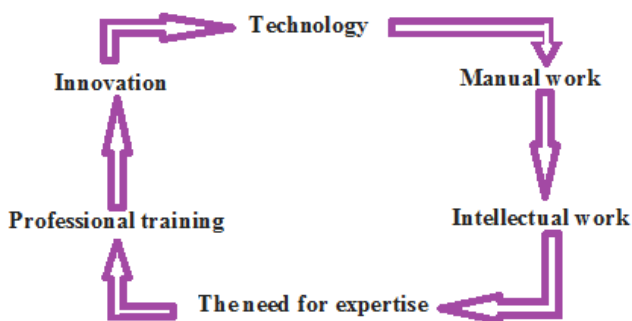 Technology
Manual work
Innovation
Professional training
Intellectual work
The need for expertise